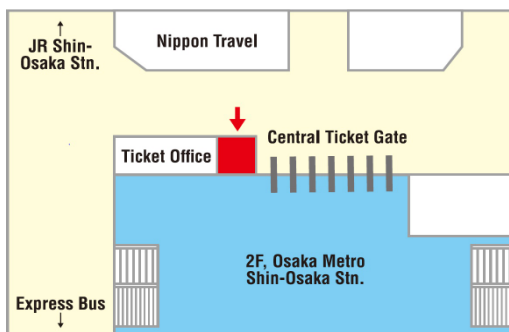 ↑
JR Shin-
Osaka Stn.
Nippon Travel
Central Ticket Gate
Ticket Office
2F, Osaka Metro
Shin-Osaka Stn.
Express Bus
↓